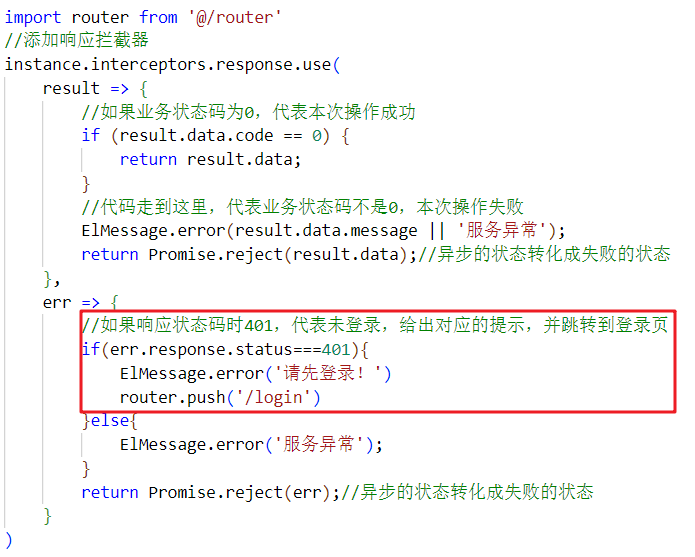 import router from '@/router'
//添加响应拦截器
instance.interceptors.response.use(
    result => {
        //如果业务状态码为0，代表本次操作成功
        if (result.data.code == 0) {
            return result.data;
        }
        //代码走到这里，代表业务状态码不是0，本次操作失败
        ElMessage.error(result.data.message || '服务异常');
        return Promise.reject(result.data);//异步的状态转化成失败的状态
    },
    err => {
        //如果响应状态码时401，代表未登录，给出对应的提示，并跳转到登录页
        if(err.response.status===401){
            ElMessage.error('请先登录！')
            router.push('/login')
        }else{
            ElMessage.error('服务异常');
        }
        return Promise.reject(err);//异步的状态转化成失败的状态
    }
)